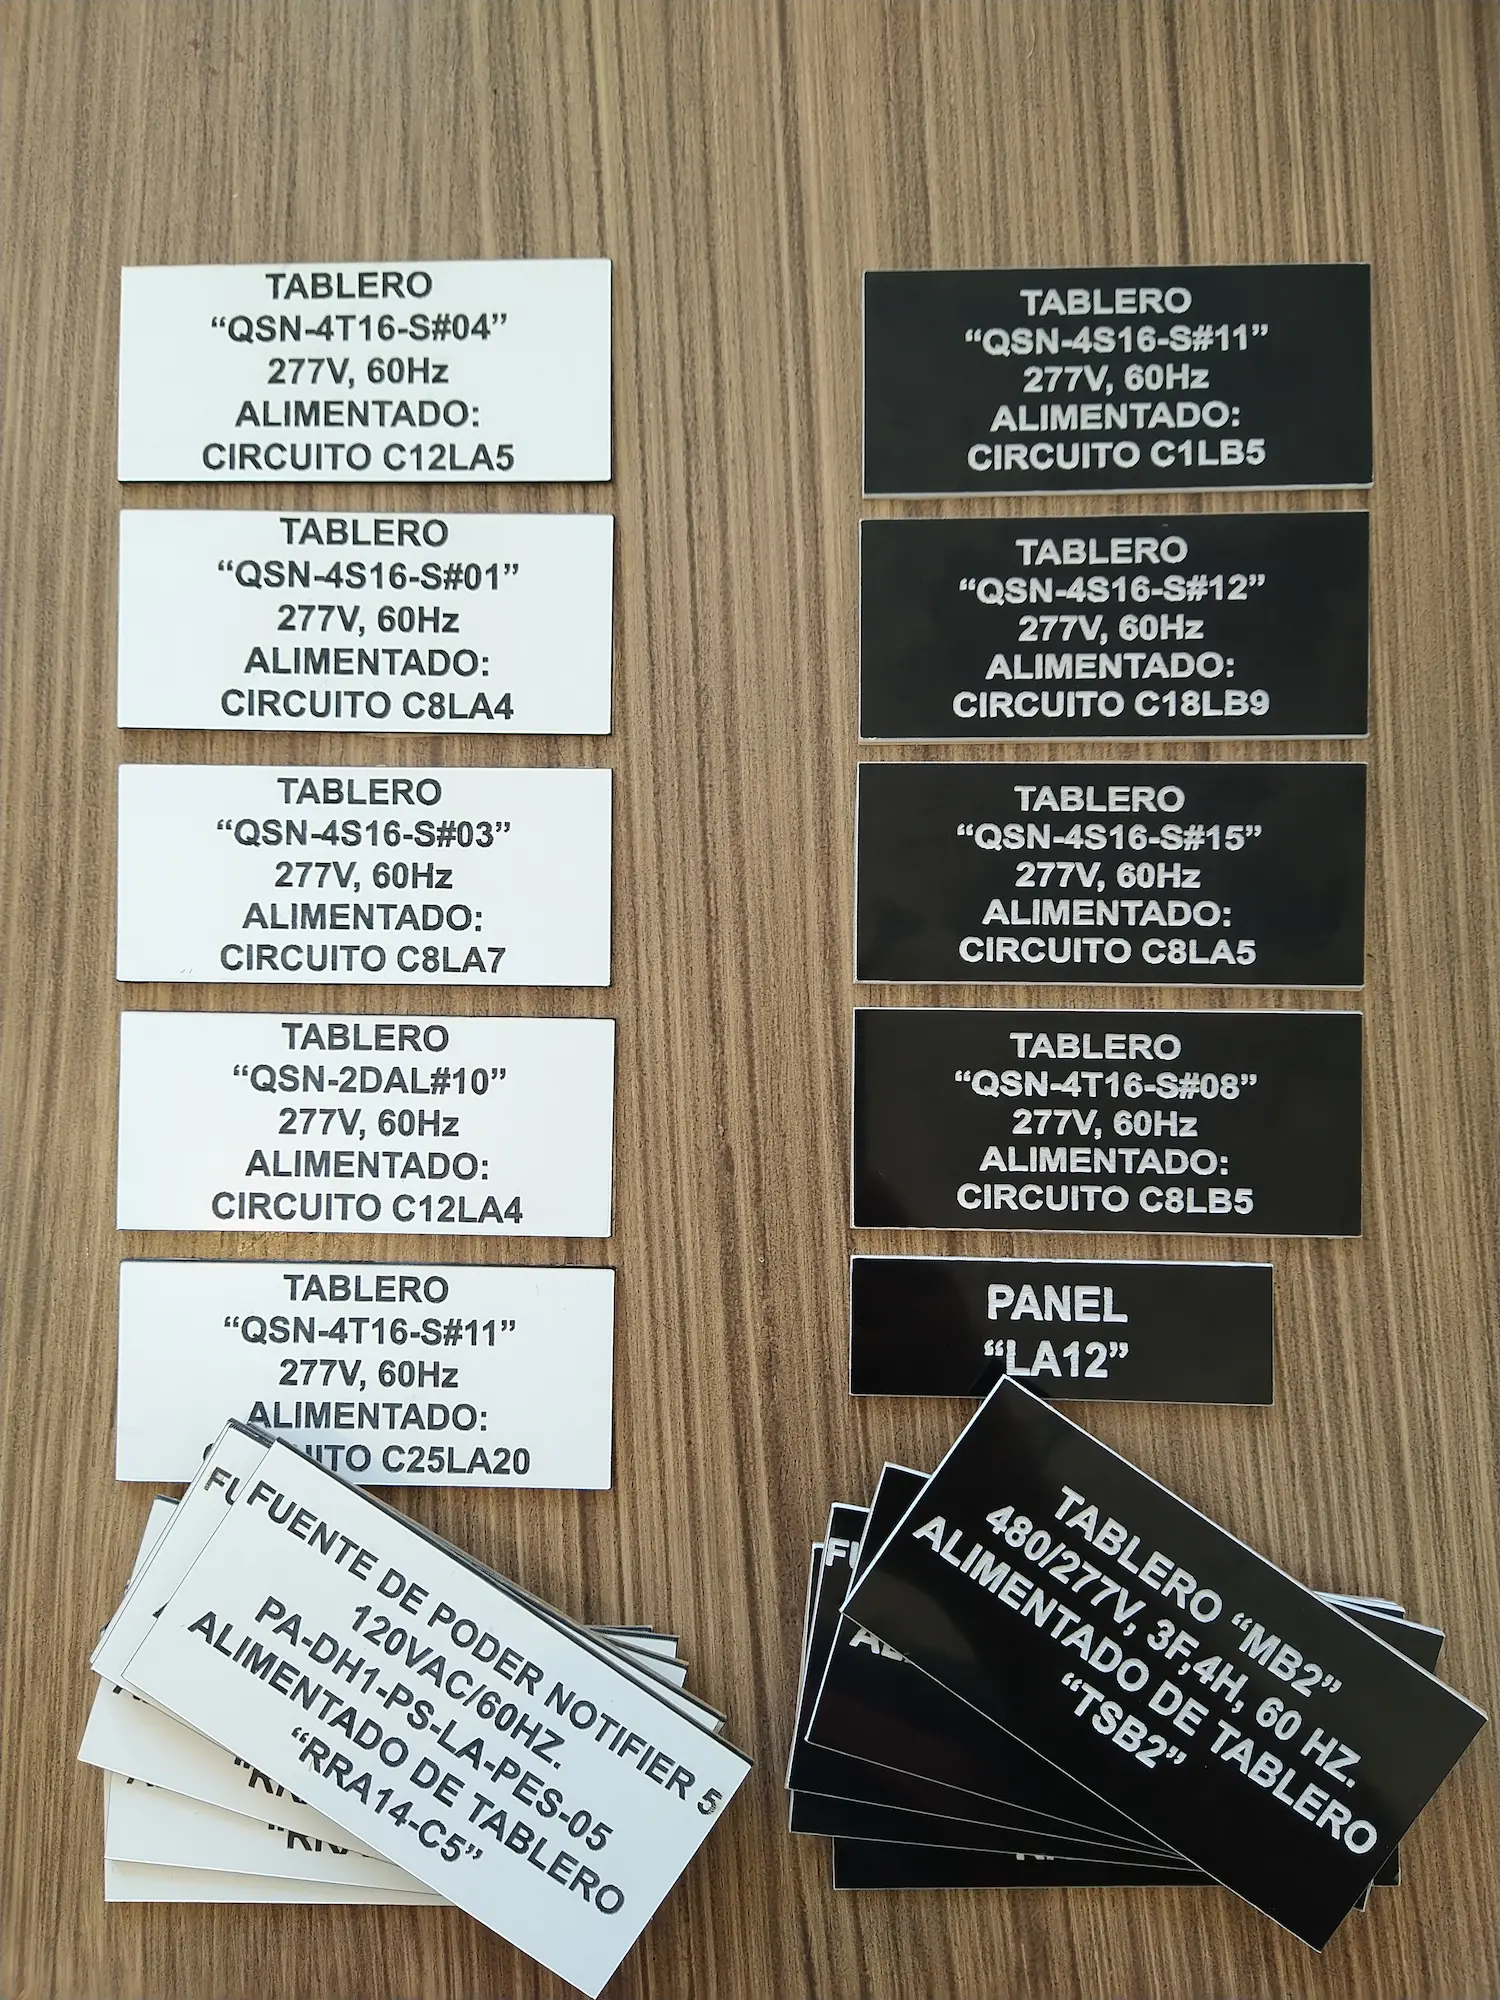 TABLERO
“QSN-4T16-S#04”
277V, 60Hz
ALIMENTADO:
CIRCUITO C12LA5
TABLERO
“QSN-4S16-S#01”
277V, 60Hz
ALIMENTADO:
CIRCUITO C8LA4
TABLERO
“QSN-4S16-S#03”
277V, 60Hz
ALIMENTADO:
CIRCUITO C8LA7
TABLERO
“QSN-2DAL#10”
277V, 60Hz
ALIMENTADO:
CIRCUITO C12LA4
TABLERO
“QSN-4T16-S#11”
277V, 60Hz
ALIMENTADO:
C25LA20
FUENTE DE PODER NOTIFIER 5
120VAC/60HZ.
PA-DH1-PS-LA-PES-05
ALIMENTADO DE TABLERO
“RRA14-C5”
TABLERO
“QSN-4S16-S#11”
277V, 60Hz
ALIMENTADO:
CIRCUITO C1LB5
TABLERO
“QSN-4S16-S#12”
277V, 60Hz
ALIMENTADO:
CIRCUITO C18LB9
TABLERO
“QSN-4S16-S#15”
277V, 60Hz
ALIMENTADO:
CIRCUITO C8LA5
TABLERO
“QSN-4T16-S#08”
277V, 60Hz
ALIMENTADO:
CIRCUITO C8LB5
PANEL
“LA12”
TABLERO “MB2”
480/277V, 3F,4H, 60 HZ.
ALIMENTADO DE TABLERO
“TSB2”